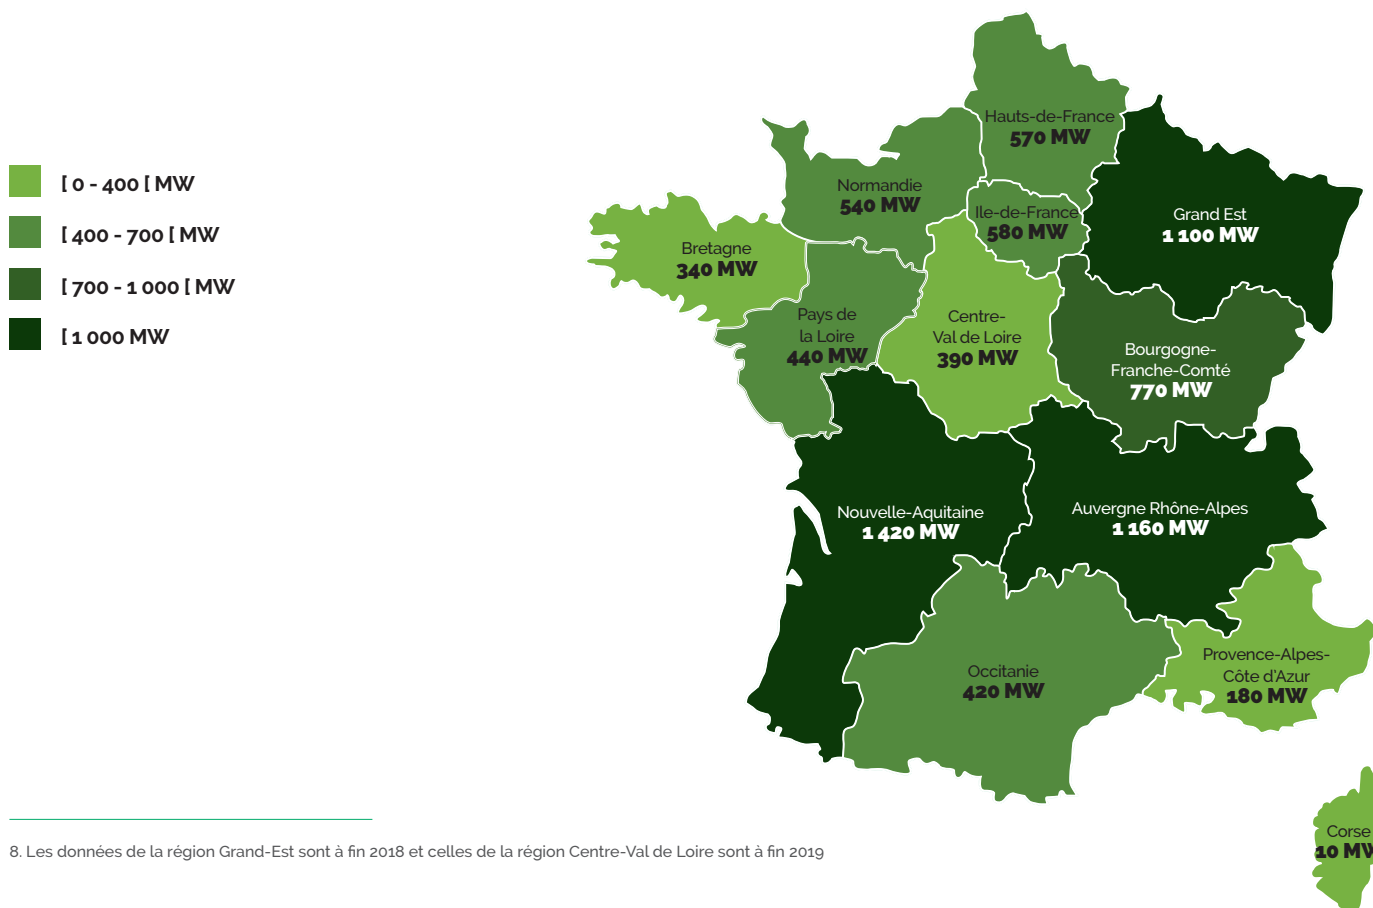 [ 0 - 400 [ MW
[ 400 - 700 [ MW
[ 700 - 1 000 [ MW
[ 1 000 MW
Hauts-de-France
570 MW
Normandie
540 MW
Ile-de-France
580 MW
Grand Est
1 100 MW
Bretagne
340 MW
Pays de
la Loire
440 MW
Centre-
Val de Loire
390 MW
Bourgogne-
Franche-Comté
770 MW
Nouvelle-Aquitaine
1 420 MW
Auvergne Rhône-Alpes
1 160 MW
Occitanie
420 MW
Provence-Alpes-
Côte d'Azur
180 MW
Corse
10 MW
8. Les données de la région Grand-Est sont à fin 2018 et celles de la région Centre-Val de Loire sont à fin 2019